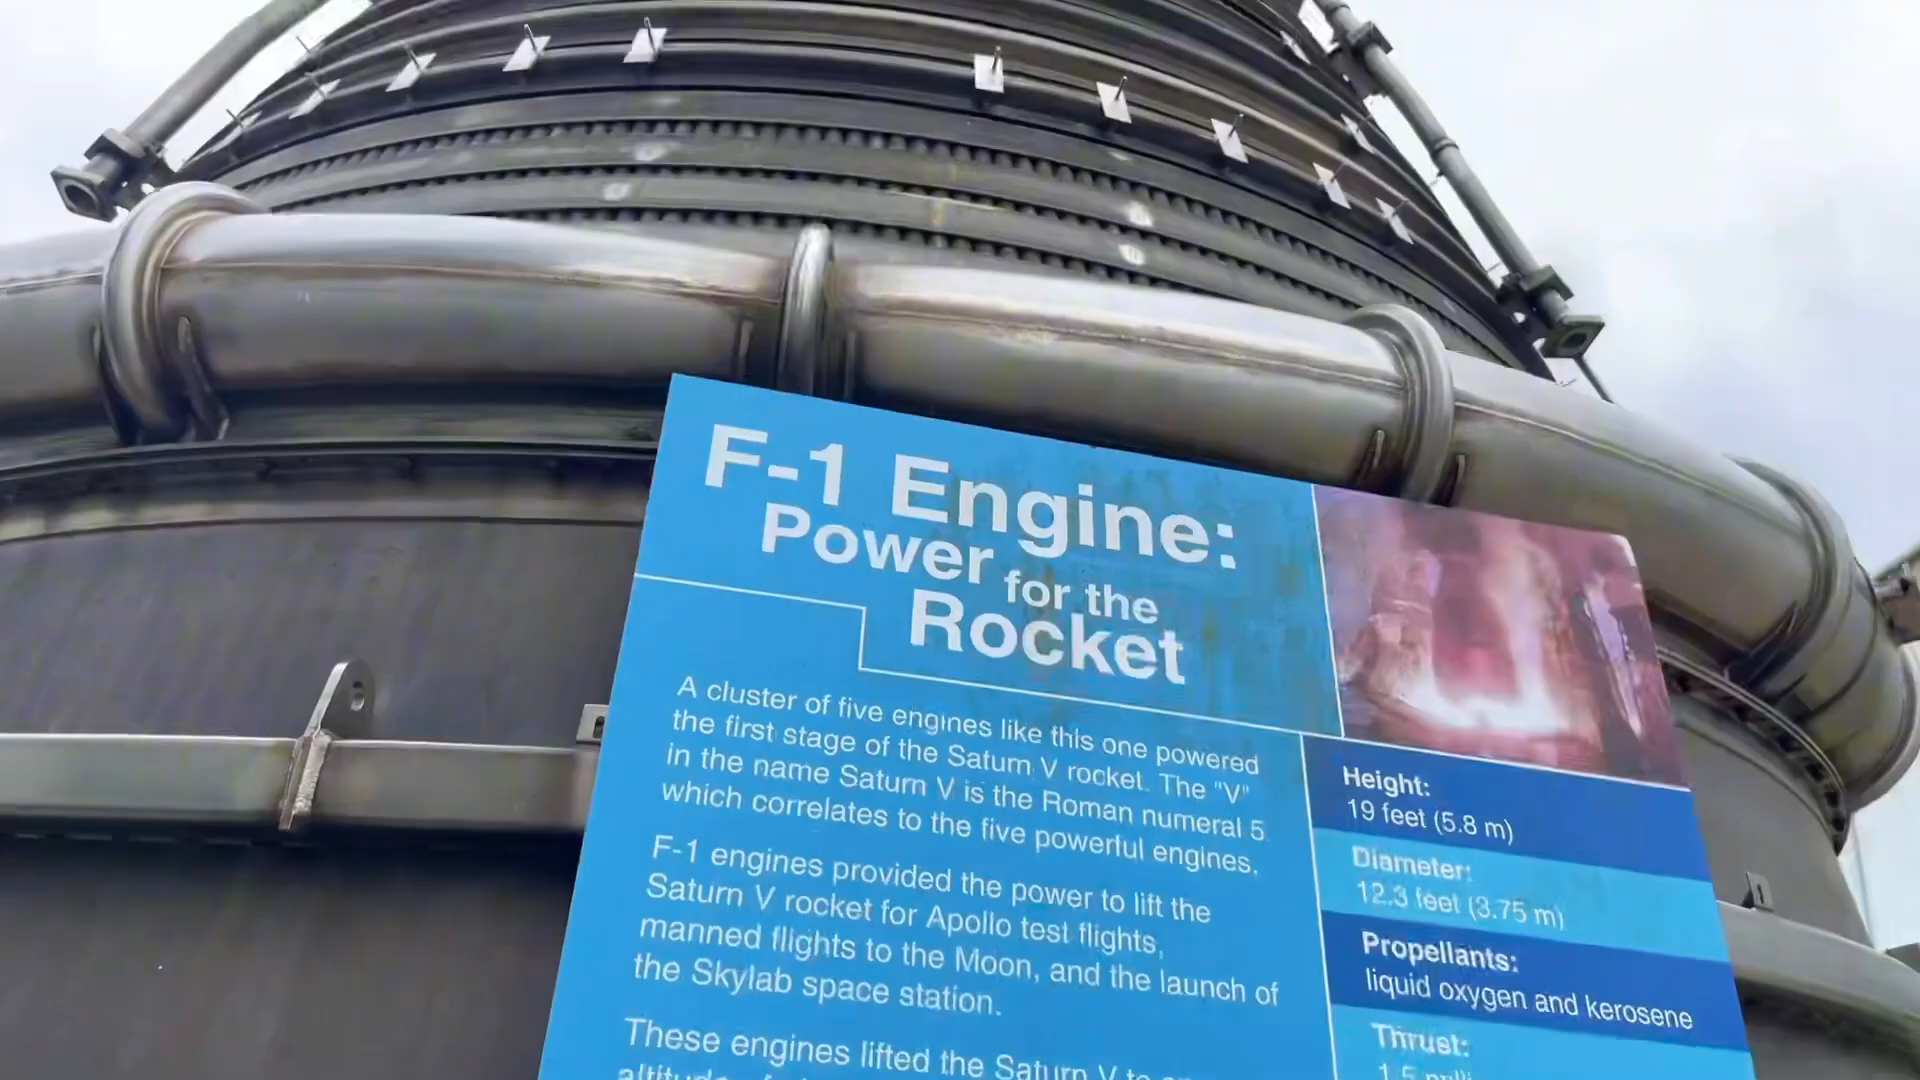 F-1 Engine:
Power for the
Rocket
A cluster of five engines like this one powered
the first stage of the Saturn V rocket. The "V"
in the name Saturn V is the Roman numeral 5
which correlates to the five powerful engines.
F-1 engines provided the power to lift the
Saturn V rocket for Apollo test flights,
manned flights to the Moon, and the launch of
the Skylab space station.
These engines lifted the Saturn V to
Height:
19 feet (5.8 m)
Diameter:
12.3 feet (3.75 m)
Propellants:
liquid oxygen and kerosene
Thrust:
1.5